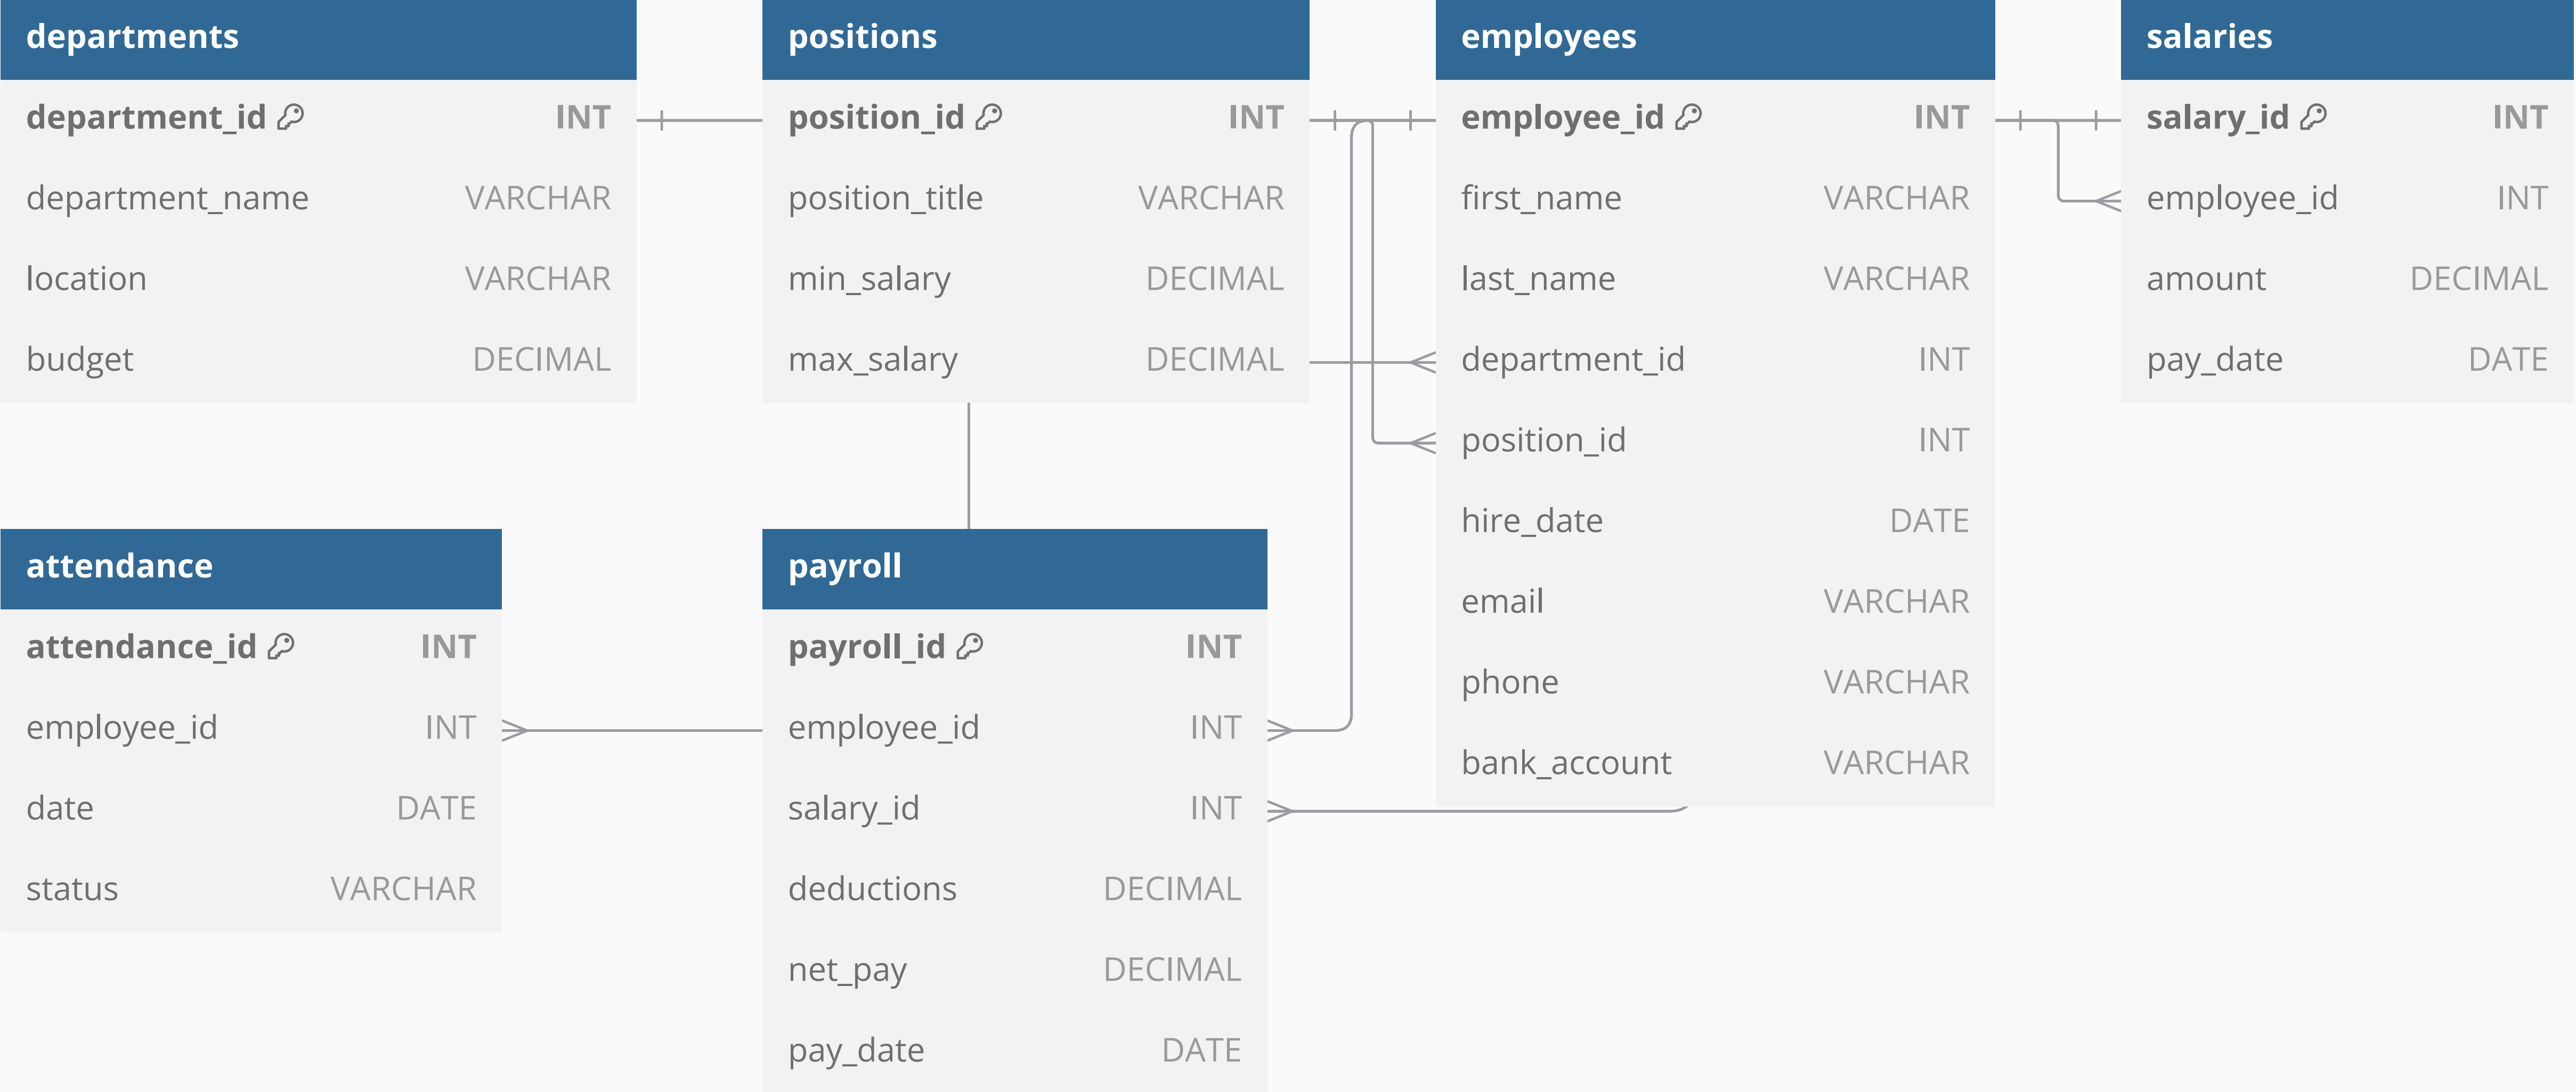 departments
department_id INT
department_name VARCHAR
location VARCHAR
budget DECIMAL
positions
position_id INT
position_title VARCHAR
min_salary DECIMAL
max_salary DECIMAL
employees
employee_id INT
first_name VARCHAR
last_name VARCHAR
department_id INT
position_id INT
hire_date DATE
email VARCHAR
phone VARCHAR
bank_account VARCHAR
salaries
salary_id INT
employee_id INT
amount DECIMAL
pay_date DATE
attendance
attendance_id INT
employee_id INT
date DATE
status VARCHAR
payroll
payroll_id INT
employee_id INT
salary_id INT
deductions DECIMAL
net_pay DECIMAL
pay_date DATE